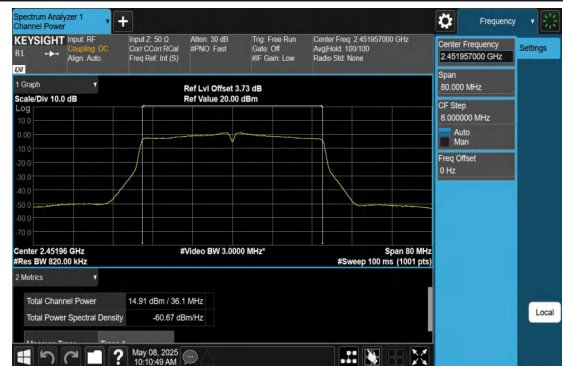 Spectrum Analyzer 1
Channel Power
+
Frequency
KEYSIGHT
RL
LXI
Input: RF
Coupling: DC
Align: Auto
Input Z: 50 Ω
Corr CCorr RCal
Freq Ref: Int (S)
Atten: 30 dB
#PNO: Fast
Trig: Free Run
Gate: Off
#IF Gain: Low
Center Freq: 2.451957000 GHz
Avg|Hold: 100/100
Radio Std: None
Center Frequency
2.451957000 GHz
Settings
Span
80.000 MHz
CF Step
8.000000 MHz
Auto
Man
Freq Offset
0 Hz
1 Graph
Scale/Div 10.0 dB
Ref Lvl Offset 3.73 dB
Ref Value 20.00 dBm
Log
10.0
0.00
-10.0
-20.0
-30.0
-40.0
-50.0
-60.0
-70.0
Center 2.45196 GHz
#Res BW 820.00 kHz
#Video BW 3.0000 MHz*
Span 80 MHz
#Sweep 100 ms (1001 pts)
2 Metrics
Total Channel Power 14.91 dBm / 36.1 MHz
Total Power Spectral Density -60.67 dBm/Hz
Local
?
May 08, 2025
10:10:49 AM